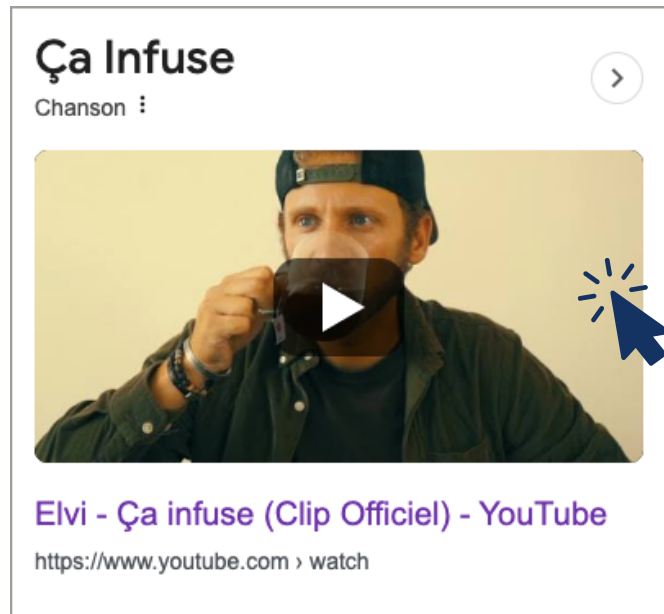 Ça Infuse
Chanson
Elvi - Ça infuse (Clip Officiel) - YouTube
https://www.youtube.com › watch